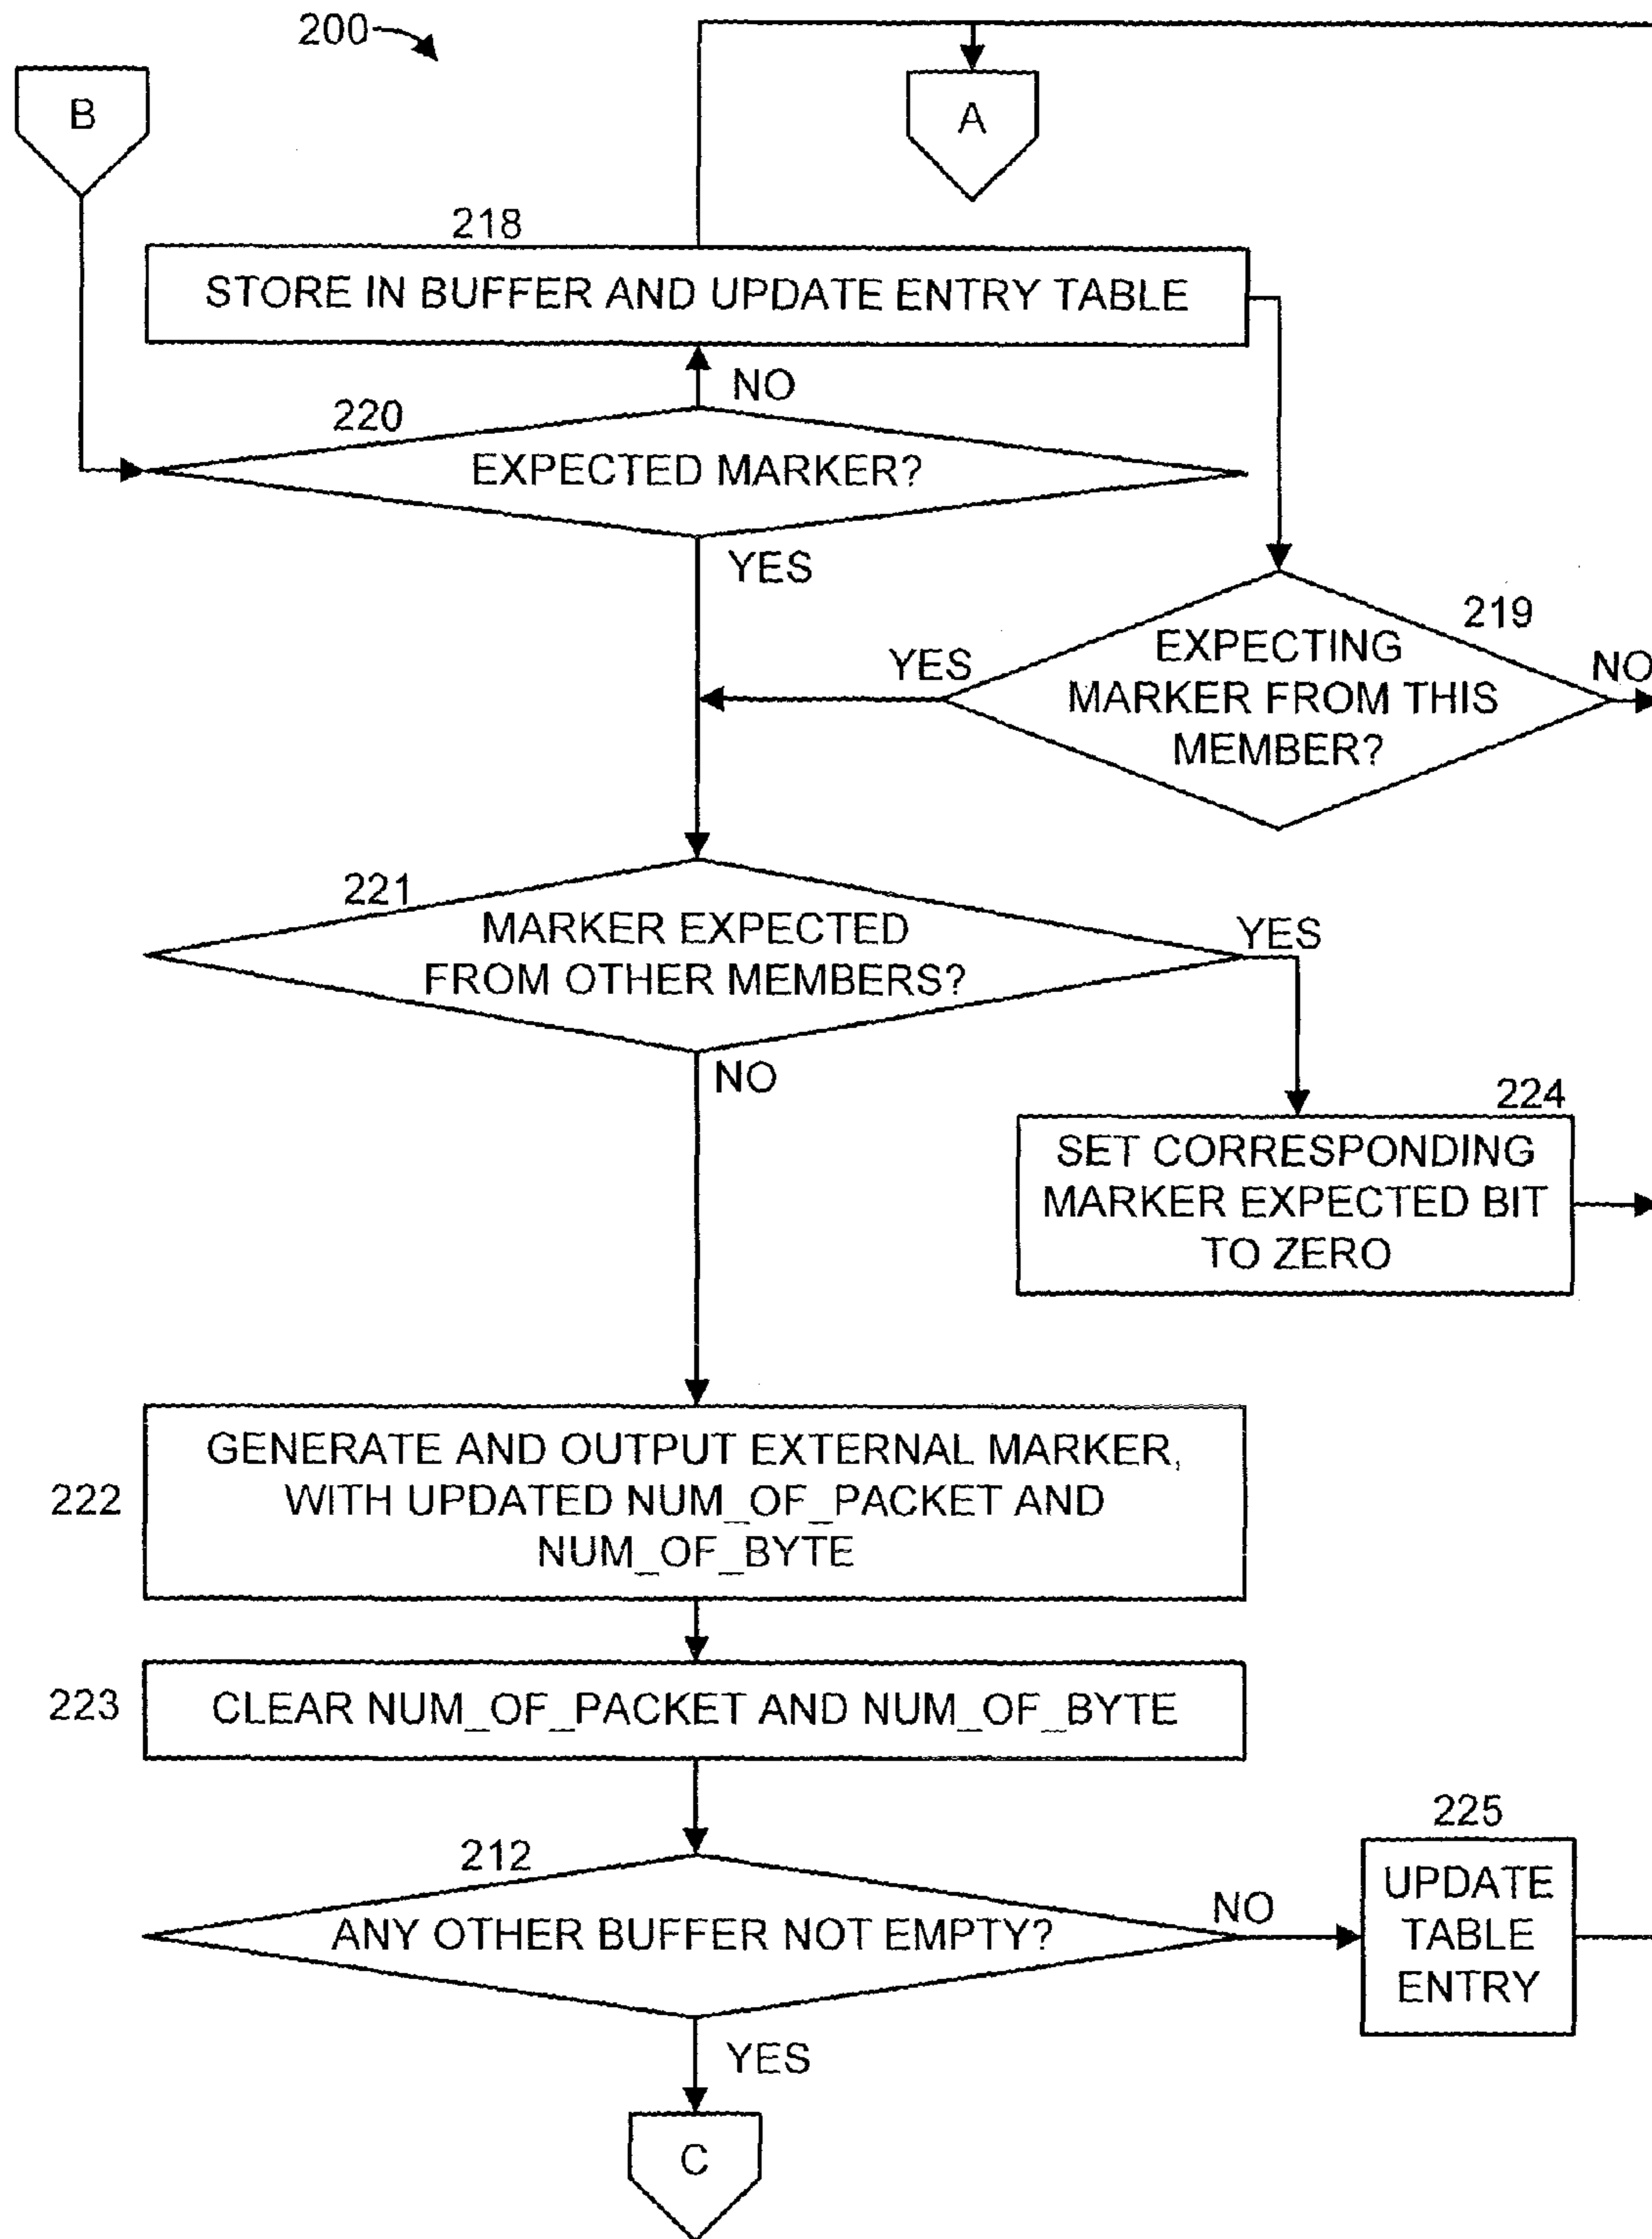 200
B
A
218
STORE IN BUFFER AND UPDATE ENTRY TABLE
NO
220
EXPECTED MARKER?
YES
219
EXPECTING
MARKER FROM THIS
MEMBER?
YES
NO
221
MARKER EXPECTED
FROM OTHER MEMBERS?
YES
NO
224
SET CORRESPONDING
MARKER EXPECTED BIT
TO ZERO
222
GENERATE AND OUTPUT EXTERNAL MARKER,
WITH UPDATED NUM_OF_PACKET AND
NUM_OF_BYTE
223
CLEAR NUM_OF_PACKET AND NUM_OF_BYTE
212
ANY OTHER BUFFER NOT EMPTY?
NO
225
UPDATE
TABLE
ENTRY
YES
C